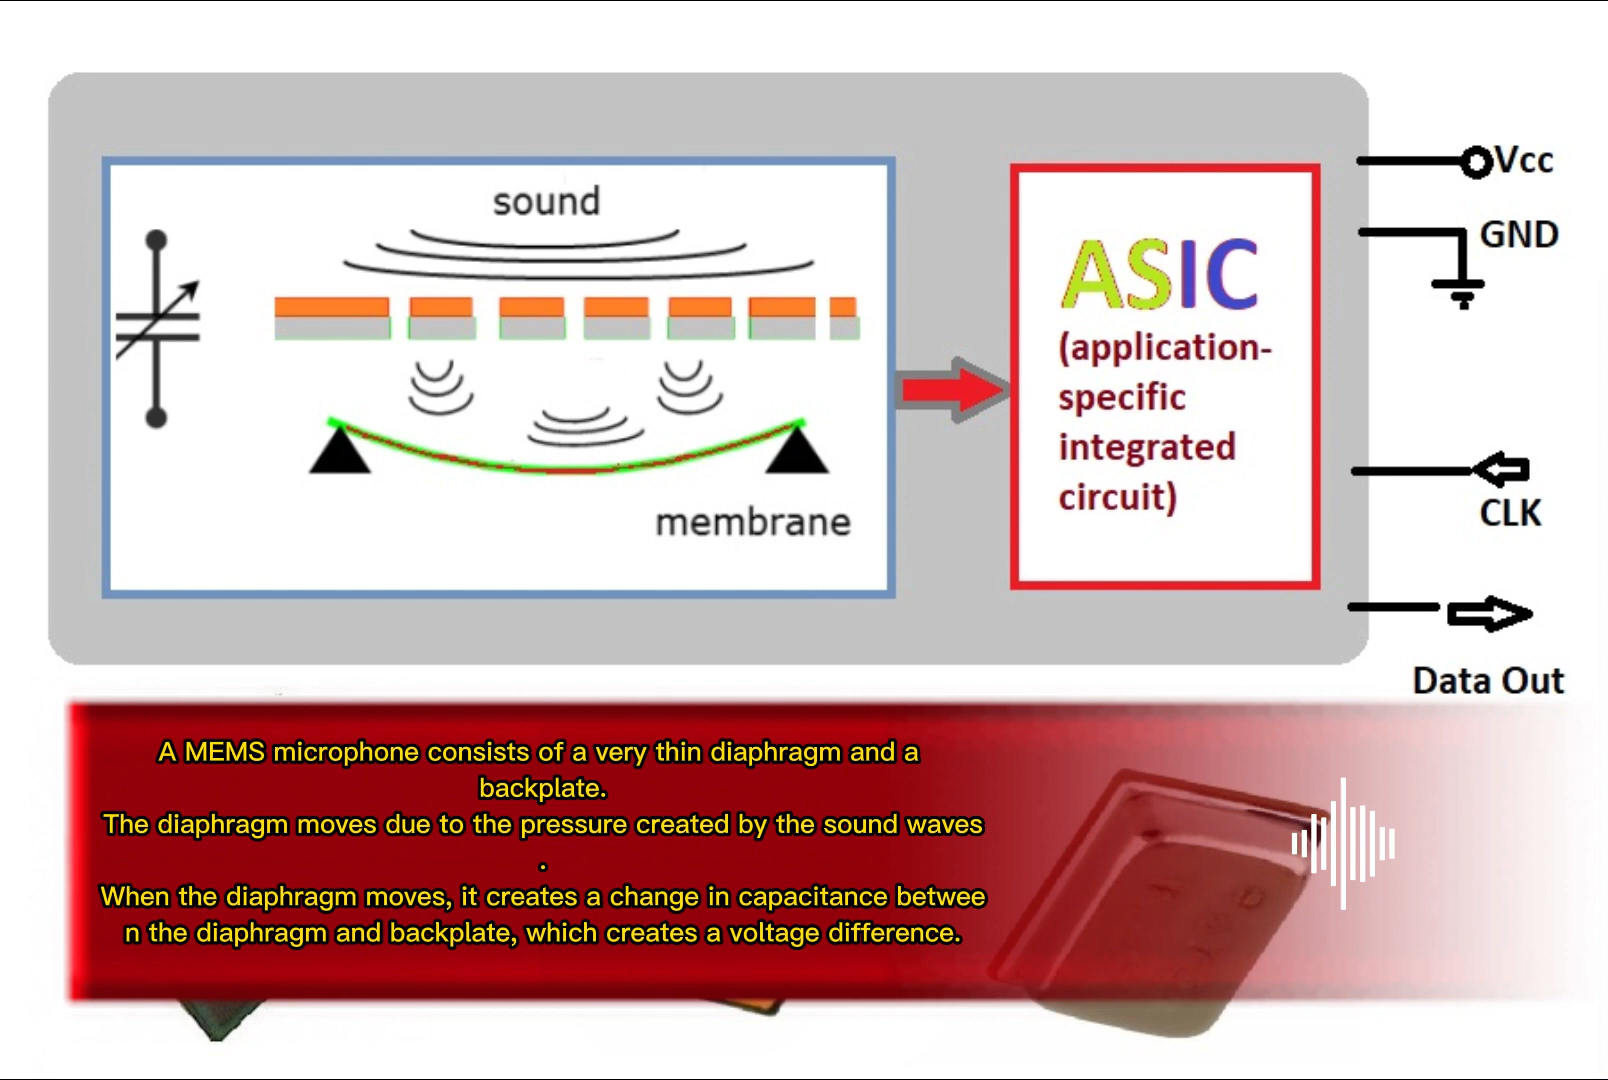 sound
membrane
ASIC
(application-
specific
integrated
circuit)
Vcc
GND
CLK
Data Out
A MEMS microphone consists of a very thin diaphragm and a
backplate.
The diaphragm moves due to the pressure created by the sound waves
.
When the diaphragm moves, it creates a change in capacitance betwee
n the diaphragm and backplate, which creates a voltage difference.